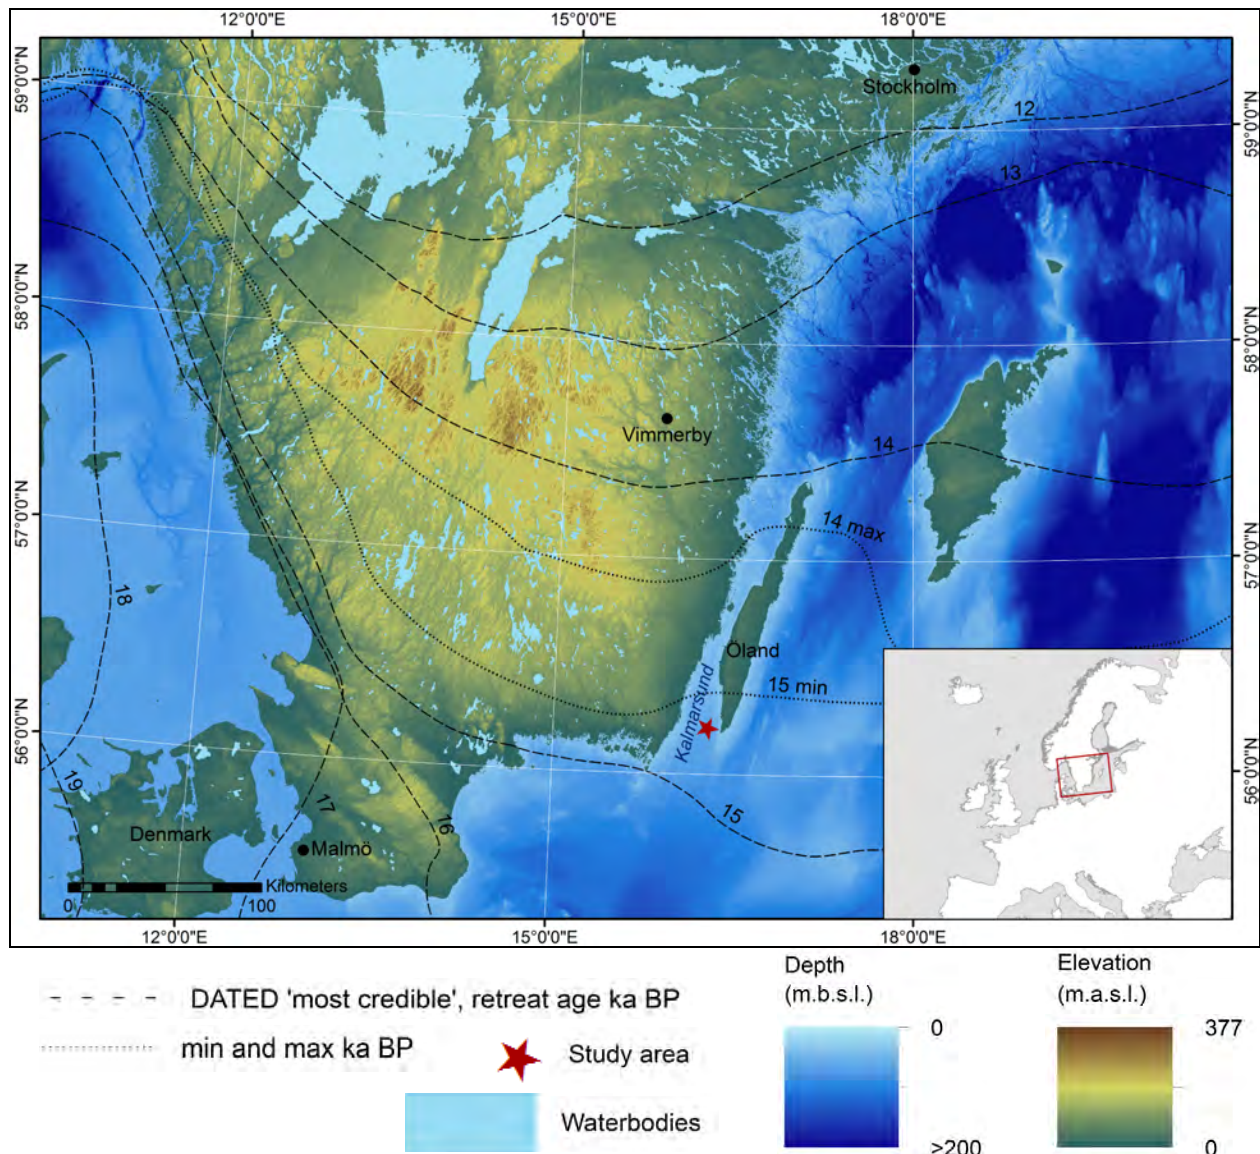 12°0'0"E
15°0'0"E
18°0'0"E
59°0'0"N
59°0'0"N
Stockholm
12
13
58°0'0"N
58°0'0"N
Vimmerby
14
57°0'0"N
57°0'0"N
14 max
18
Öland
15 min
Kalmarsund
56°0'0"N
56°0'0"N
19
17
16
15
Denmark
Malmö
Kilometers
0
100
12°0'0"E
15°0'0"E
18°0'0"E
DATED 'most credible', retreat age ka BP
min and max ka BP
Study area
Waterbodies
Depth
(m.b.s.l.)
0
>200
Elevation
(m.a.s.l.)
377
0